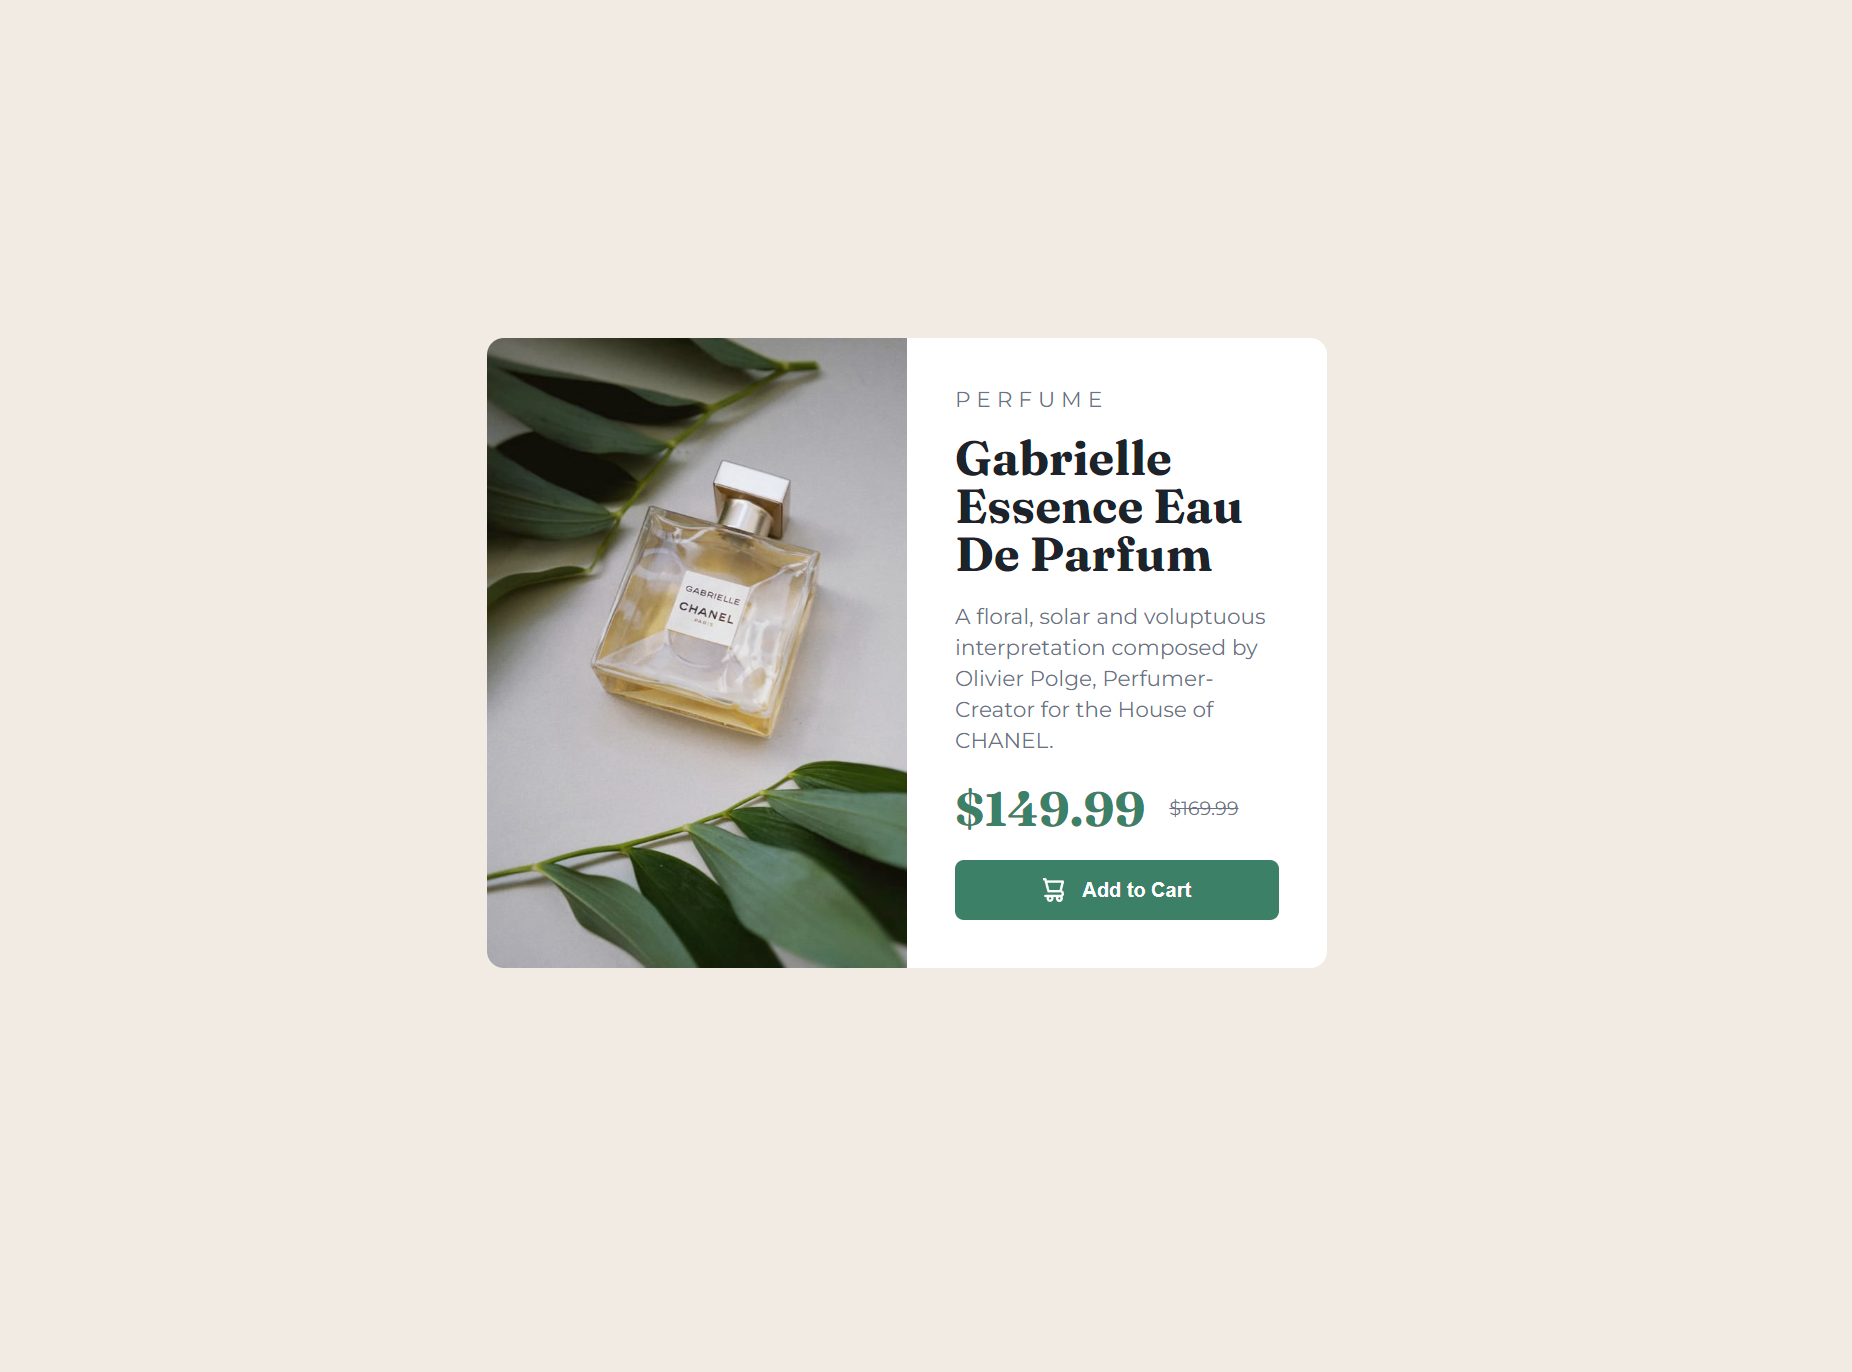 GABRIELLE
CHANEL
PARIS
PERFUME
Gabrielle
Essence Eau
De Parfum
A floral, solar and voluptuous
interpretation composed by
Olivier Polge, Perfumer-
Creator for the House of
CHANEL.
$149.99 $169.99
Add to Cart